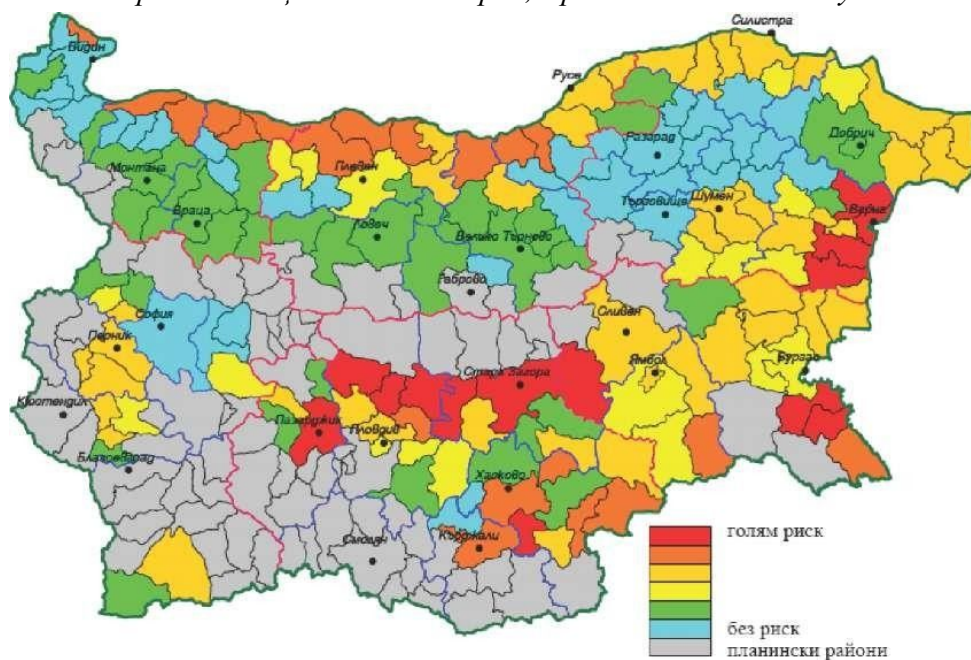 Силистра
Видин
Русе
Добрич
Разград
Монтана
Плевен
Търговище
Шумен
Враца
Варна
Ловеч
Велико Търново
Габрово
София
Сливен
Перник
Ямбол
Бургас
Стара Загора
Кюстендил
Пазарджик
Пловдив
Благоевград
Хасково
Смолян
Кърджали
голям риск
без риск
планински райони